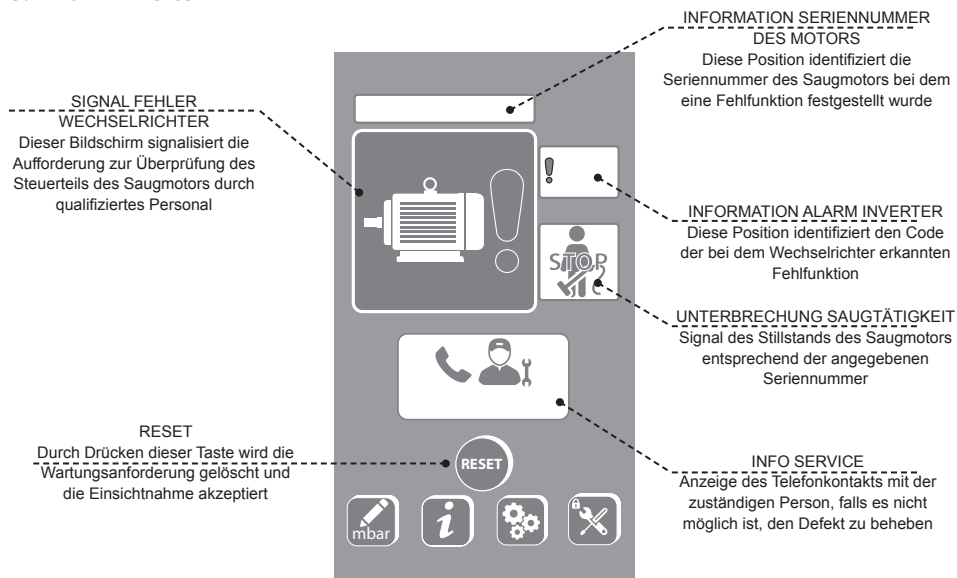 INFORMATION SERIENNUMMER
DES MOTORS
Diese Position identifiziert die
Seriennummer des Saugmotors bei dem
eine Fehlfunktion festgestellt wurde
SIGNAL FEHLER
WECHSELRICHTER
Dieser Bildschirm signalisiert die
Aufforderung zur Überprüfung des
Steuerteils des Saugmotors durch
qualifiziertes Personal
INFORMATION ALARM INVERTER
Diese Position identifiziert den Code
der bei dem Wechselrichter erkannten
Fehlfunktion
STOP
UNTERBRECHUNG SAUGTÄTIGKEIT
Signal des Stillstands des Saugmotors
entsprechend der angegebenen
Seriennummer
RESET
Durch Drücken dieser Taste wird die
Wartungsanforderung gelöscht und
die Einsichtnahme akzeptiert
RESET
INFO SERVICE
Anzeige des Telefonkontakts mit der
zuständigen Person, falls es nicht
möglich ist, den Defekt zu beheben
mbar
i